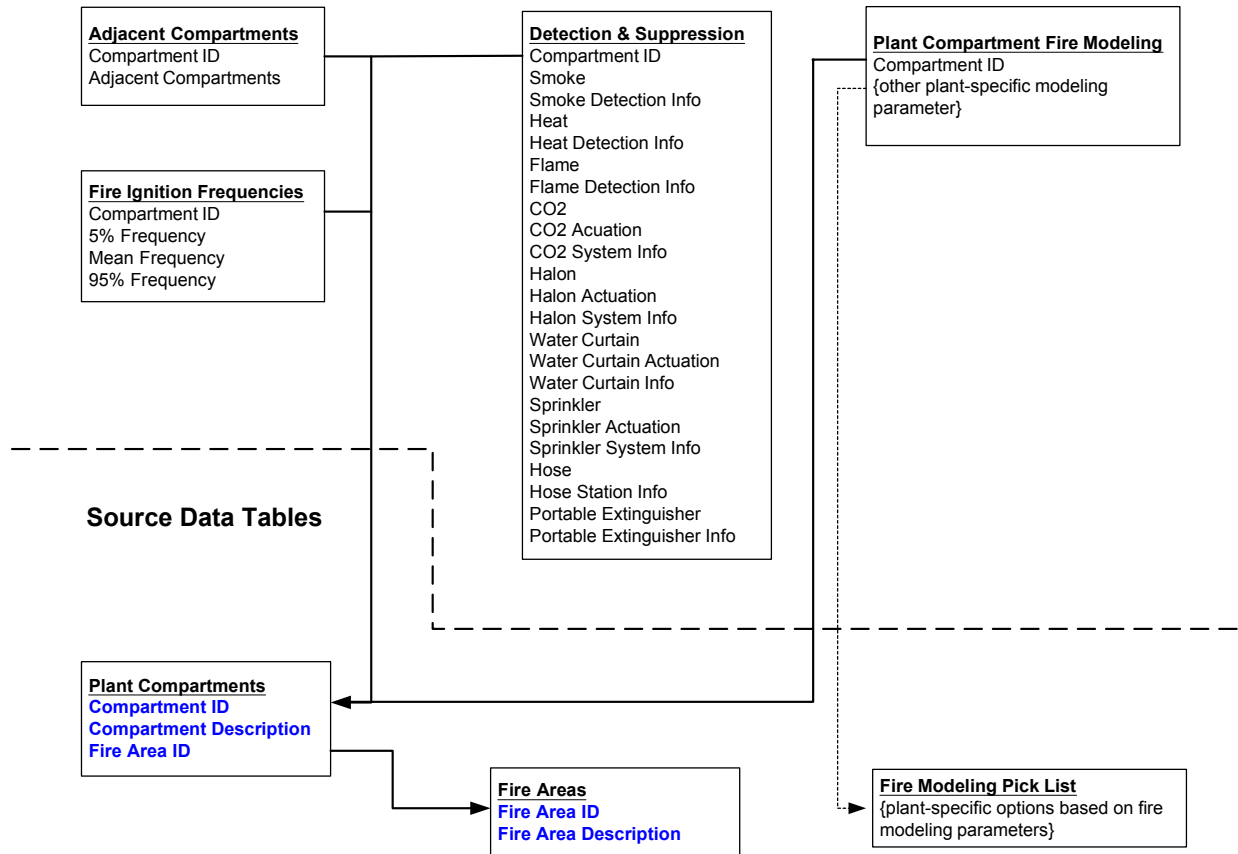 Adjacent Compartments
Compartment ID
Adjacent Compartments
Fire Ignition Frequencies
Compartment ID
5% Frequency
Mean Frequency
95% Frequency
Detection & Suppression
Compartment ID
Smoke
Smoke Detection Info
Heat
Heat Detection Info
Flame
Flame Detection Info
CO2
CO2 Acuation
CO2 System Info
Halon
Halon Actuation
Halon System Info
Water Curtain
Water Curtain Actuation
Water Curtain Info
Sprinkler
Sprinkler Actuation
Sprinkler System Info
Hose
Hose Station Info
Portable Extinguisher
Portable Extinguisher Info
Plant Compartment Fire Modeling
Compartment ID
{other plant-specific modeling
parameter}
Source Data Tables
Plant Compartments
Compartment ID
Compartment Description
Fire Area ID
Fire Areas
Fire Area ID
Fire Area Description
Fire Modeling Pick List
{plant-specific options based on fire
modeling parameters}